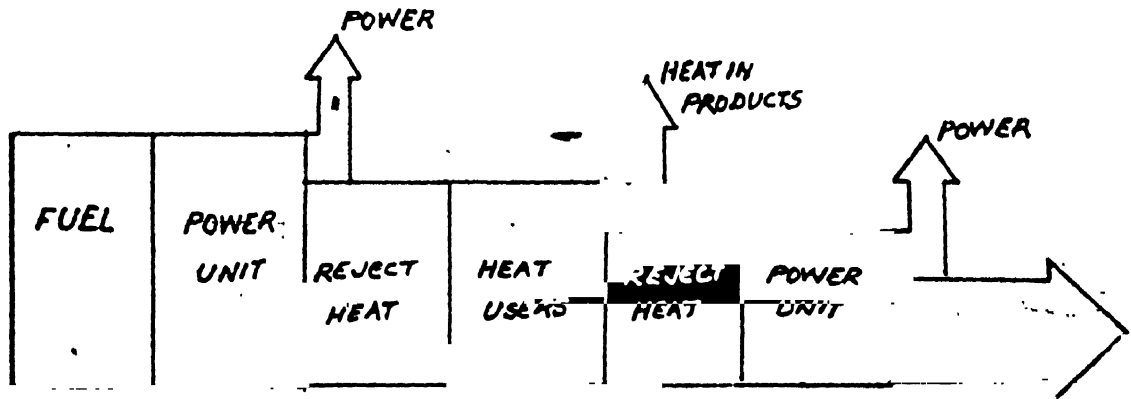 POWER
HEAT IN
PRODUCTS
POWER
FUEL
POWER
UNIT
REJECT
HEAT
HEAT
USERS
REJECT
HEAT
POWER
UNIT